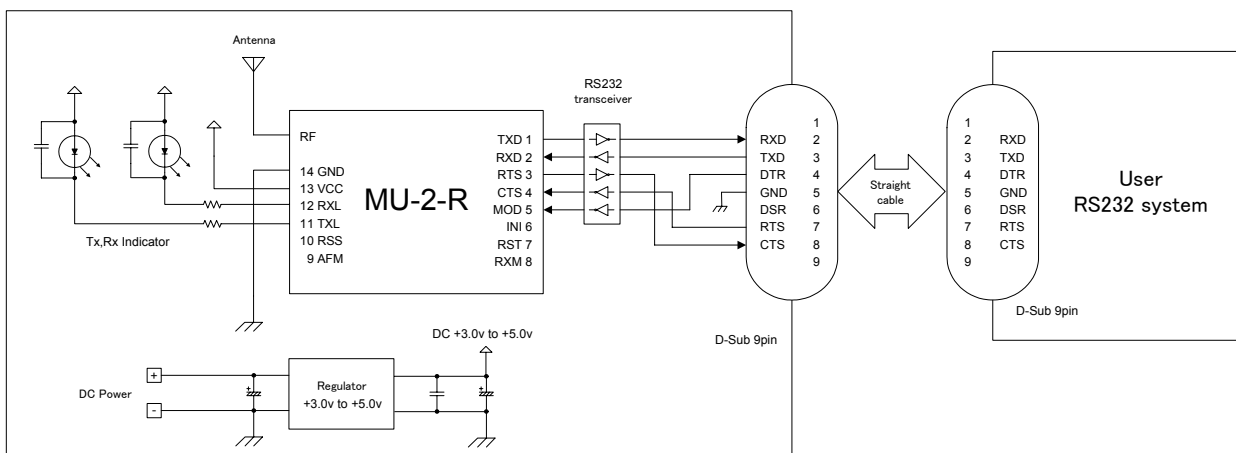 Antenna
RS232
transceiver
RF
14 GND
13 VCC
12 RXL
11 TXL
10 RSS
9 AFM
MU-2-R
TXD 1
RXD 2
RTS 3
CTS 4
MOD 5
INI 6
RST 7
RXM 8
Tx,Rx Indicator
1
RXD 2
TXD 3
DTR 4
GND 5
DSR 6
RTS 7
CTS 8
9
D-Sub 9pin
Straight
cable
1
2 RXD
3 TXD
4 DTR
5 GND
6 DSR
7 RTS
8 CTS
9
D-Sub 9pin
User
RS232 system
DC Power
+
-
+
Regulator
+3.0v to +5.0v
DC +3.0v to +5.0v
+